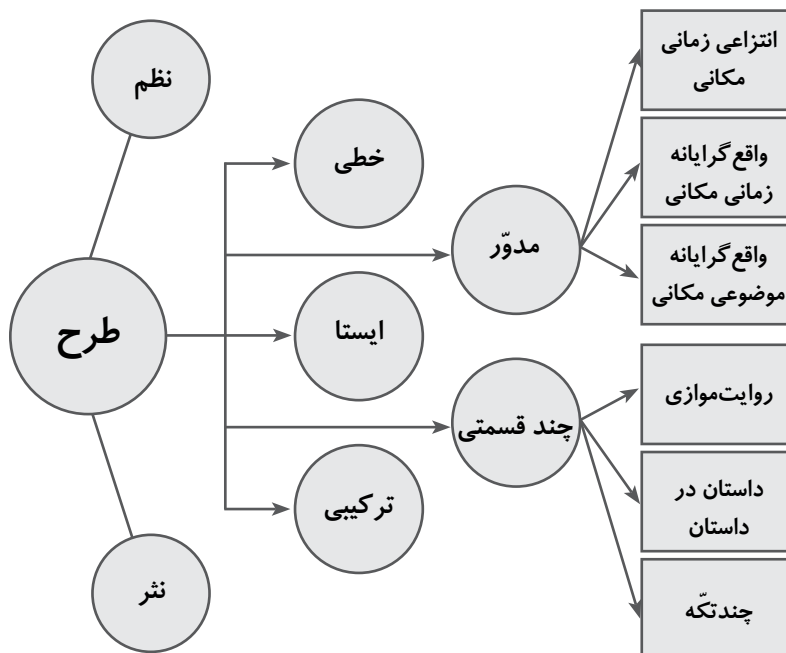 نظم
طرح
نثر
خطی
مدوّر
ایستا
چند قسمتی
ترکیبی
انتزاعی زمانی
مکانی
واقع‌گرایانه
زمانی مکانی
واقع‌گرایانه
موضوعی مکانی
روایت‌موازی
داستان در
داستان
چندتکّه